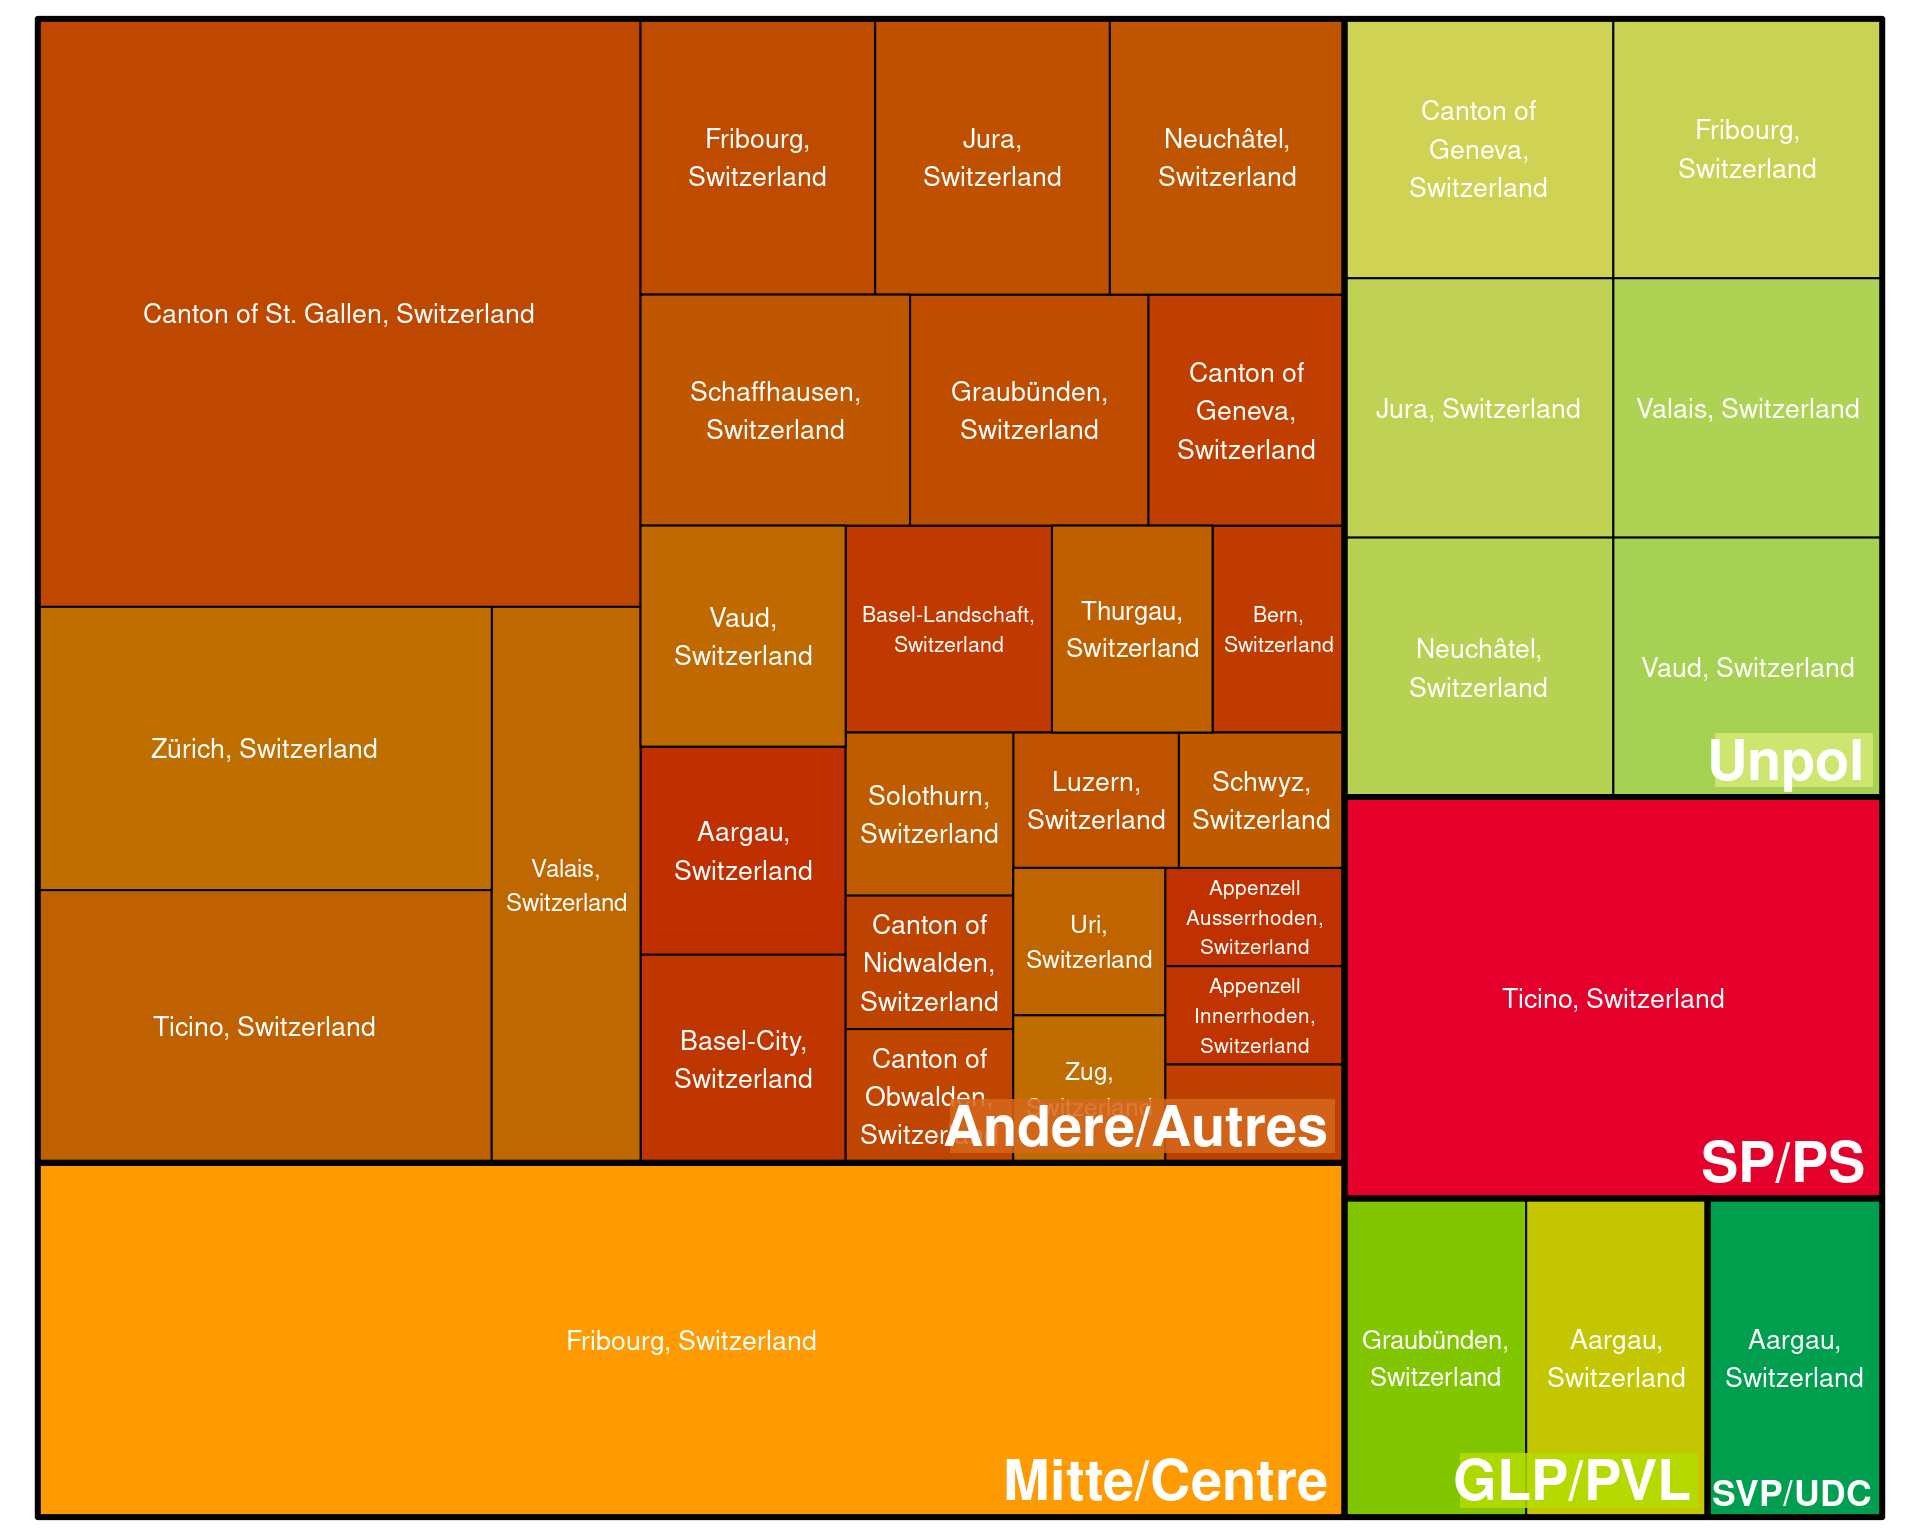 Canton of St. Gallen, Switzerland
Fribourg,
Switzerland
Jura,
Switzerland
Neuchâtel,
Switzerland
Schaffhausen,
Switzerland
Graubünden,
Switzerland
Canton of
Geneva,
Switzerland
Zürich, Switzerland
Ticino, Switzerland
Valais,
Switzerland
Vaud,
Switzerland
Basel-Landschaft,
Switzerland
Thurgau,
Switzerland
Bern,
Switzerland
Aargau,
Switzerland
Basel-City,
Switzerland
Solothurn,
Switzerland
Luzern,
Switzerland
Schwyz,
Switzerland
Canton of
Nidwalden,
Switzerland
Canton of
Obwalden,
Switzerland
Uri,
Switzerland
Zug,
Switzerland
Appenzell
Ausserrhoden,
Switzerland
Appenzell
Innerrhoden,
Switzerland
Andere/Autres
Fribourg, Switzerland
Mitte/Centre
Canton of
Geneva,
Switzerland
Fribourg,
Switzerland
Jura, Switzerland
Valais, Switzerland
Neuchâtel,
Switzerland
Vaud, Switzerland
Unpol
Ticino, Switzerland
SP/PS
Graubünden,
Switzerland
Aargau,
Switzerland
GLP/PVL
Aargau,
Switzerland
SVP/UDC